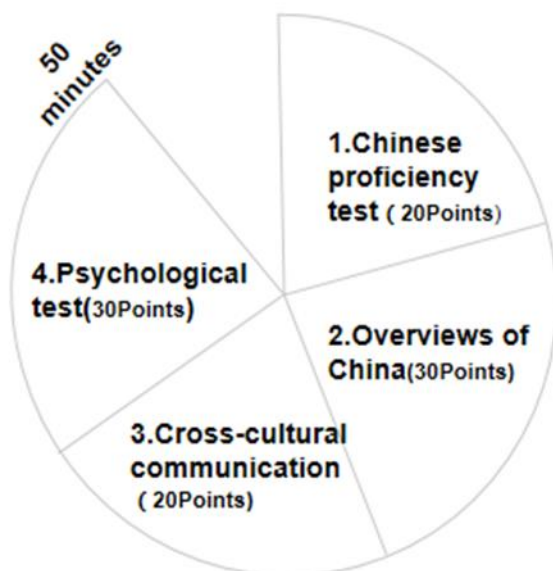 50
minutes
1.Chinese
proficiency
test ( 20Points)
2.Overviews of
China(30Points)
3.Cross-cultural
communication
( 20Points)
4.Psychological
test(30Points)